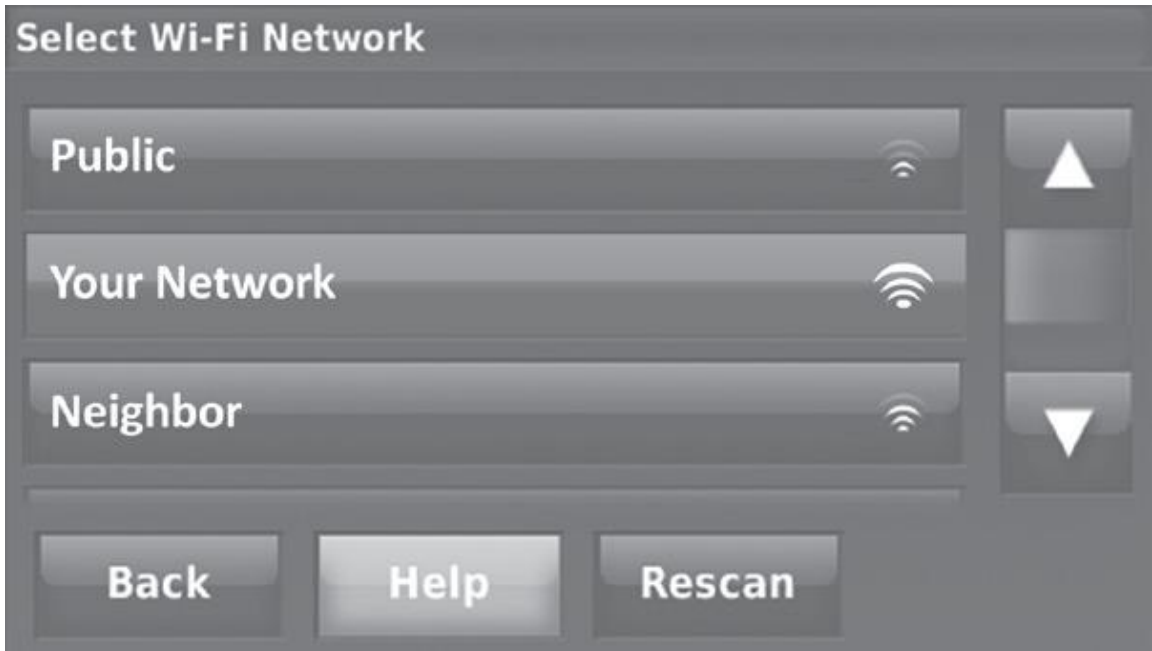 Select Wi-Fi Network
Public
Your Network
Neighbor
Back Help Rescan